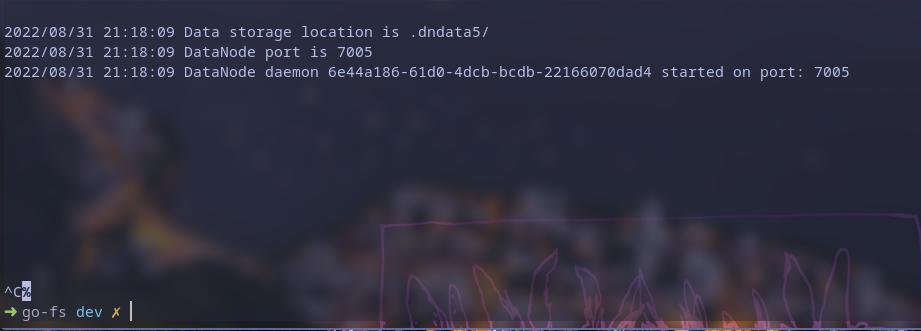 2022/08/31 21:18:09 Data storage location is .dndata5/
2022/08/31 21:18:09 DataNode port is 7005
2022/08/31 21:18:09 DataNode daemon 6e44a186-61d0-4dcb-bcdb-22166070dad4 started on port: 7005
^C%
➜ go-fs dev ✗